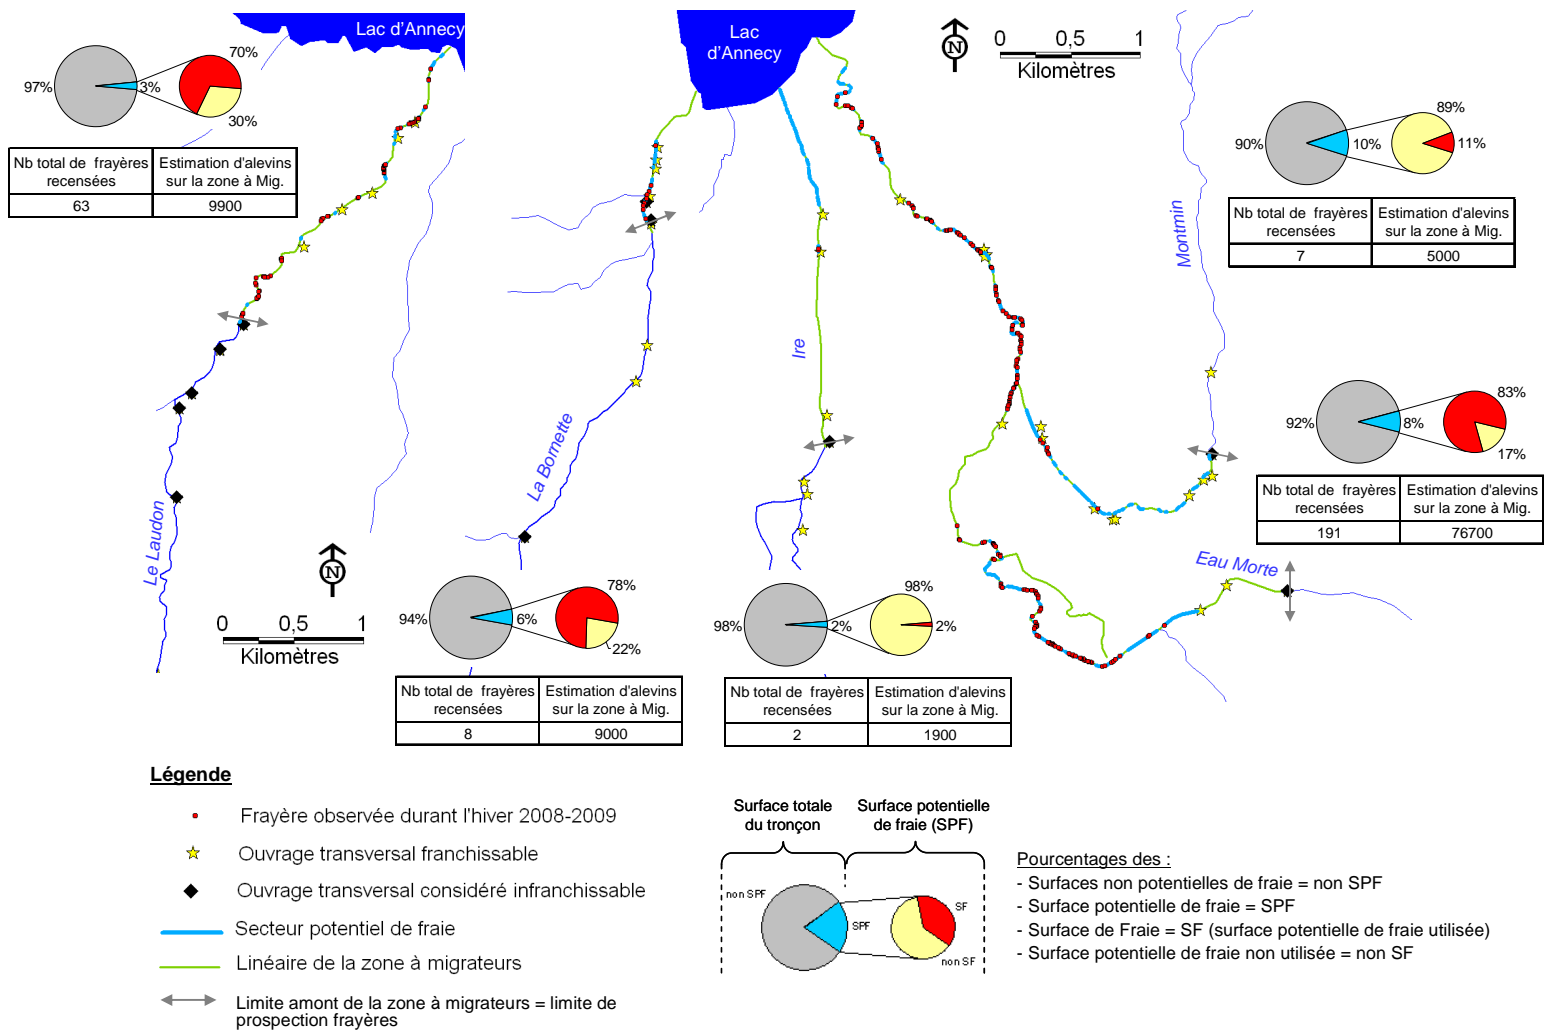 Lac d'Annecy
97%
3%
70%
30%
Nb total de frayères
recensées
Estimation d'alevins
sur la zone à Mig.
63
9900
Le Laudon
N
0 0,5 1
Kilomètres
Lac
d'Annecy
La Bornette
94%
6%
78%
22%
Nb total de frayères
recensées
Estimation d'alevins
sur la zone à Mig.
8
9000
Ire
98%
2%
98%
2%
Nb total de frayères
recensées
Estimation d'alevins
sur la zone à Mig.
2
1900
N
0 0,5 1
Kilomètres
Montmin
90%
10%
89%
11%
Nb total de frayères
recensées
Estimation d'alevins
sur la zone à Mig.
7
5000
92%
8%
83%
17%
Nb total de frayères
recensées
Estimation d'alevins
sur la zone à Mig.
191
76700
Eau Morte
Légende
Frayère observée durant l'hiver 2008-2009
Ouvrage transversal franchissable
Ouvrage transversal considéré infranchissable
Secteur potentiel de fraie
Linéaire de la zone à migrateurs
Limite amont de la zone à migrateurs = limite de
prospection frayères
Surface totale
du tronçon
Surface potentielle
de fraie (SPF)
non SPF
SPF
SF
non SF
Pourcentages des :
- Surfaces non potentielles de fraie = non SPF
- Surface potentielle de fraie = SPF
- Surface de Fraie = SF (surface potentielle de fraie utilisée)
- Surface potentielle de fraie non utilisée = non SF